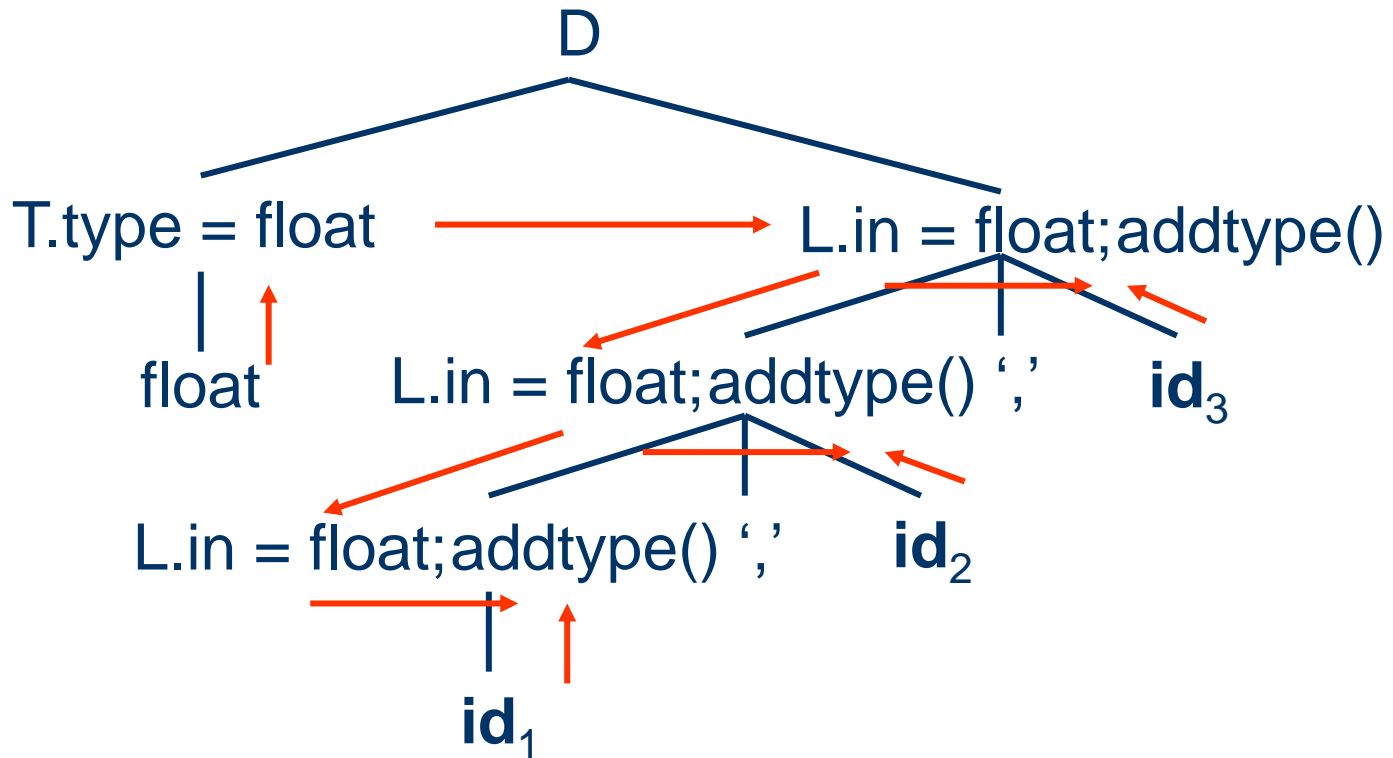 D
T.type = float L.in = float;addtype()
float L.in = float;addtype() ‘,’ id₃
L.in = float;addtype() ‘,’ id₂
id₁